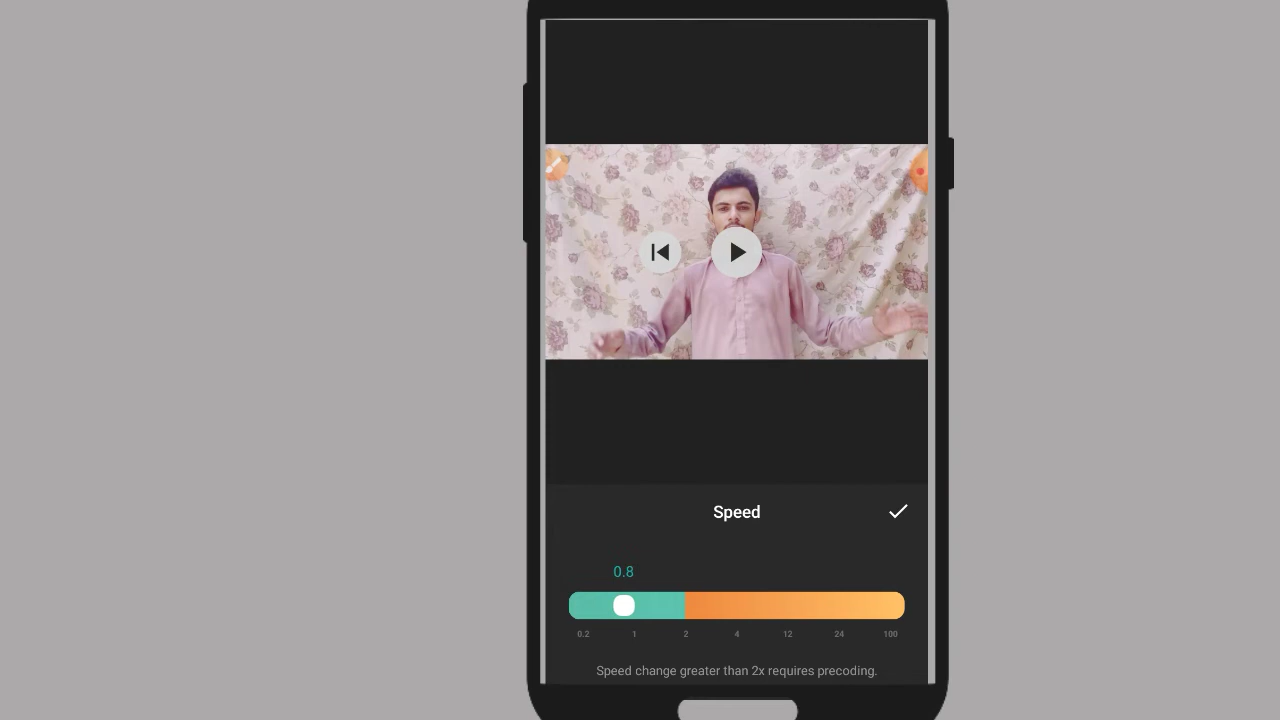 Speed
0.8
0.2 1 2 4 12 24 100
Speed change greater than 2x requires precoding.